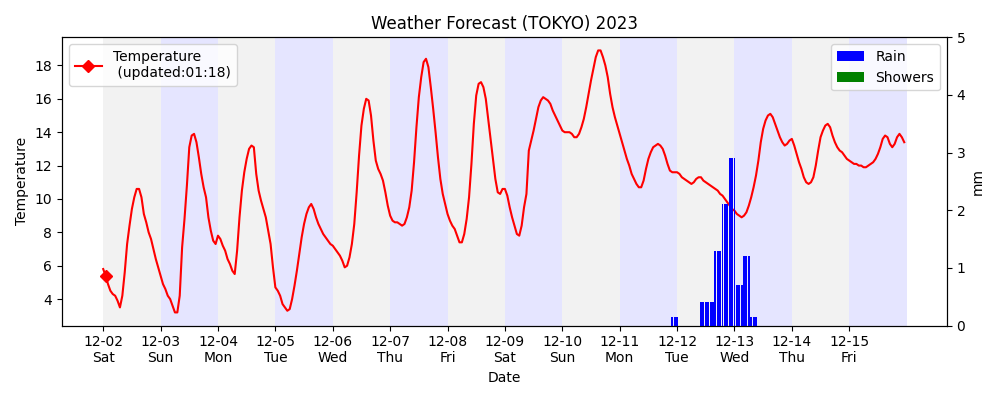 Weather Forecast (TOKYO) 2023
Temperature
(updated:01:18)
Rain
Showers
Temperature
18
16
14
12
10
8
6
4
5
4
3
2
1
0
mm
12-02 12-03 12-04 12-05 12-06 12-07 12-08 12-09 12-10 12-11 12-12 12-13 12-14 12-15
Sat Sun Mon Tue Wed Thu Fri Sat Sun Mon Tue Wed Thu Fri
Date